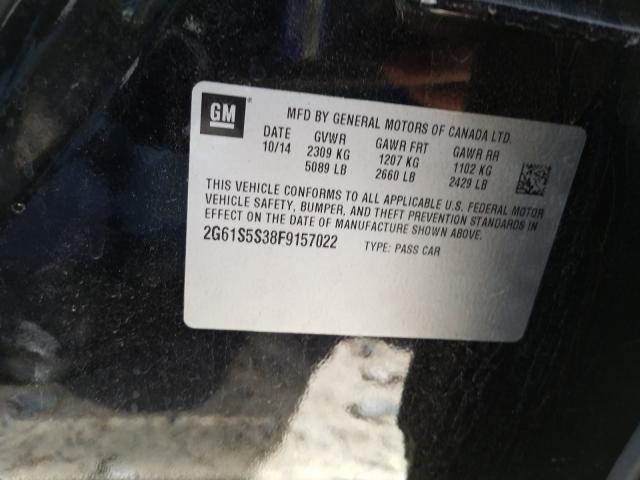 GM ®
MFD BY GENERAL MOTORS OF CANADA LTD.
DATE GVWR GAWR FRT GAWR RR
10/14 2309 KG 1207 KG 1102 KG
5089 LB 2660 LB 2429 LB
THIS VEHICLE CONFORMS TO ALL APPLICABLE U.S. FEDERAL MOTOR
VEHICLE SAFETY, BUMPER, AND THEFT PREVENTION STANDARDS IN
EFFECT ON THE DATE OF MANUFACTURE SHOWN ABOVE.
2G61S5S38F9157022 TYPE: PASS CAR